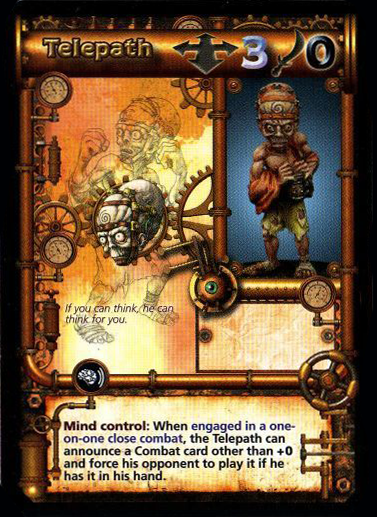 Telepath 3 0
If you can think, he can
think for you.
Mind control: When engaged in a one-
on-one close combat, the Telepath can
announce a Combat card other than +0
and force his opponent to play it if he
has it in his hand.